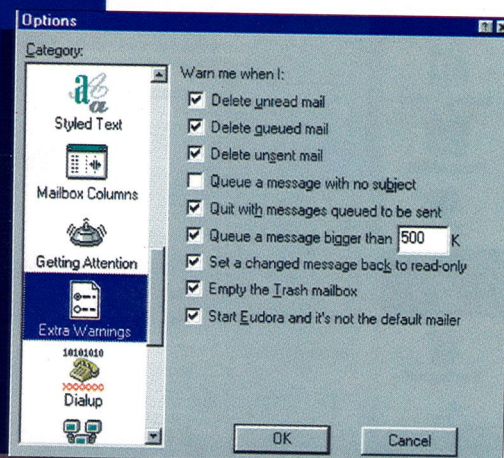 Options
Category:
Styled Text
Mailbox Columns
Getting Attention
Extra Warnings
10101010
Dialup
Warn me when I:
Delete unread mail
Delete queued mail
Delete unsent mail
Queue a message with no subject
Quit with messages queued to be sent
Queue a message bigger than 500 K
Set a changed message back to read-only
Empty the Trash mailbox
Start Eudora and it's not the default mailer
OK
Cancel